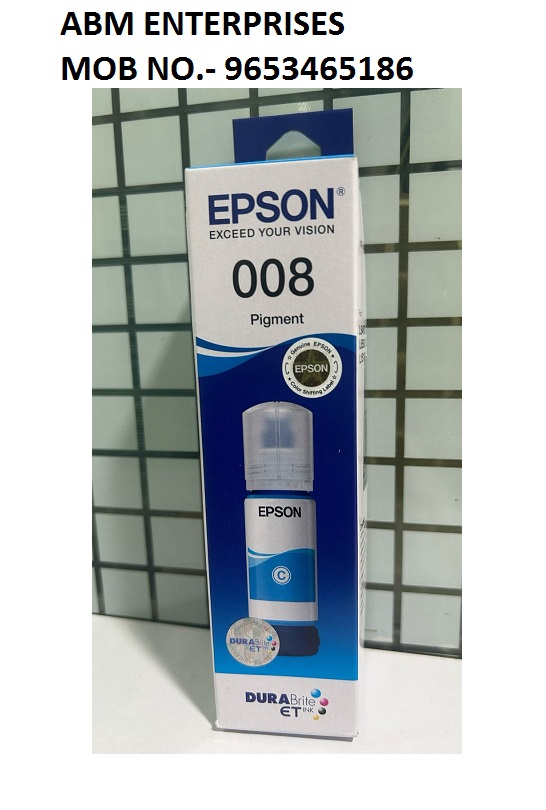 ABM ENTERPRISES
MOB NO.- 9653465186
EPSON®
EXCEED YOUR VISION
008
Pigment
Genuine EPSON
EPSON
Color Shifting Label
EPSON
C
DURABrite
ET
DURABrite
ET INK